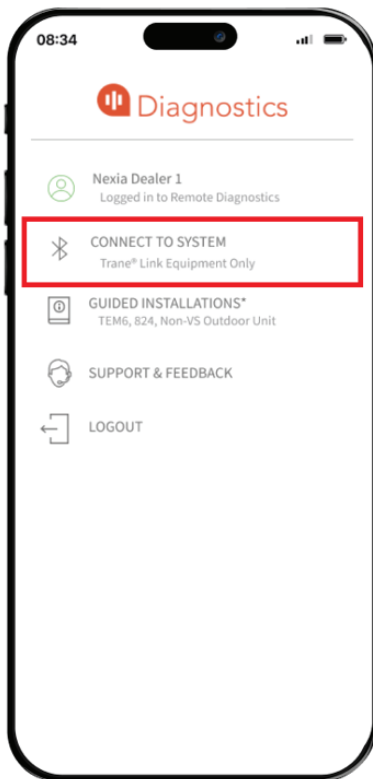 08:34
Diagnostics
Nexia Dealer 1
Logged in to Remote Diagnostics
CONNECT TO SYSTEM
Trane® Link Equipment Only
GUIDED INSTALLATIONS*
TEM6, 824, Non-VS Outdoor Unit
SUPPORT & FEEDBACK
LOGOUT